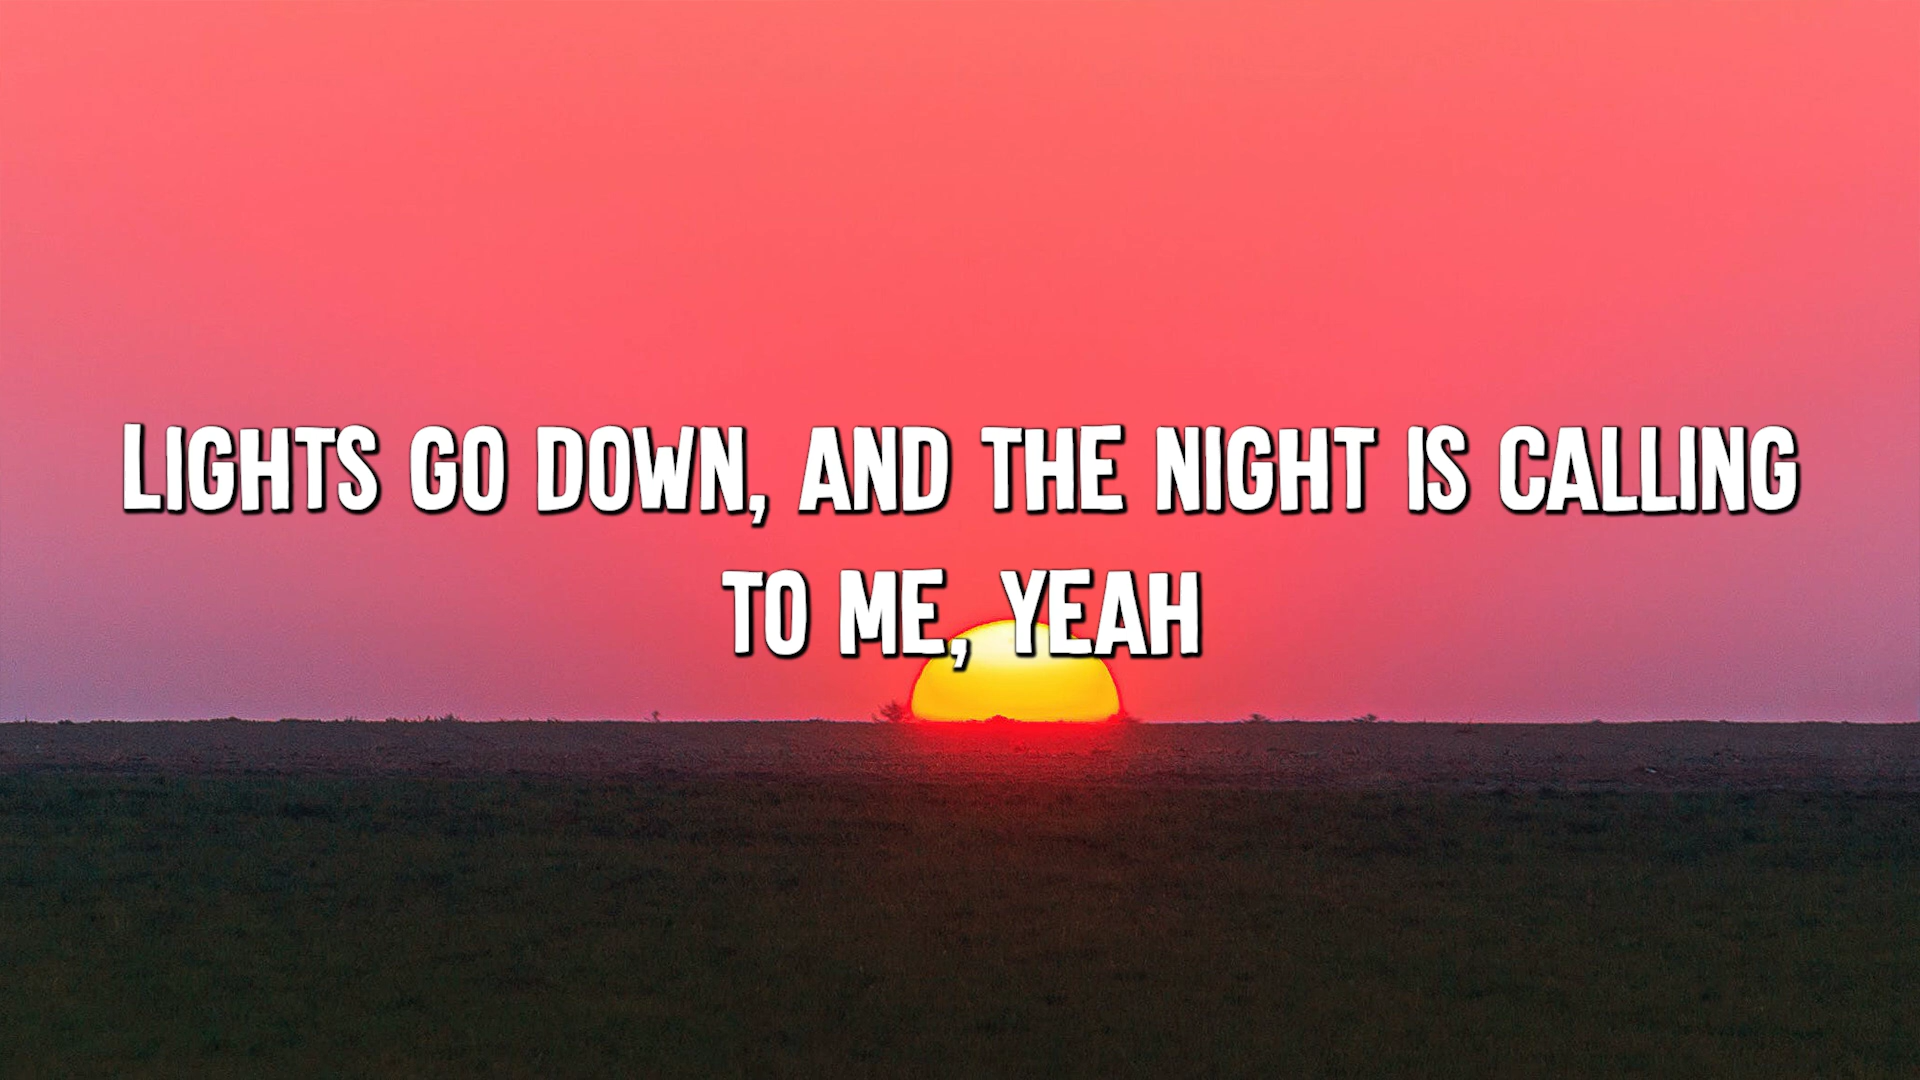 LIGHTS GO DOWN, AND THE NIGHT IS CALLING
TO ME, YEAH